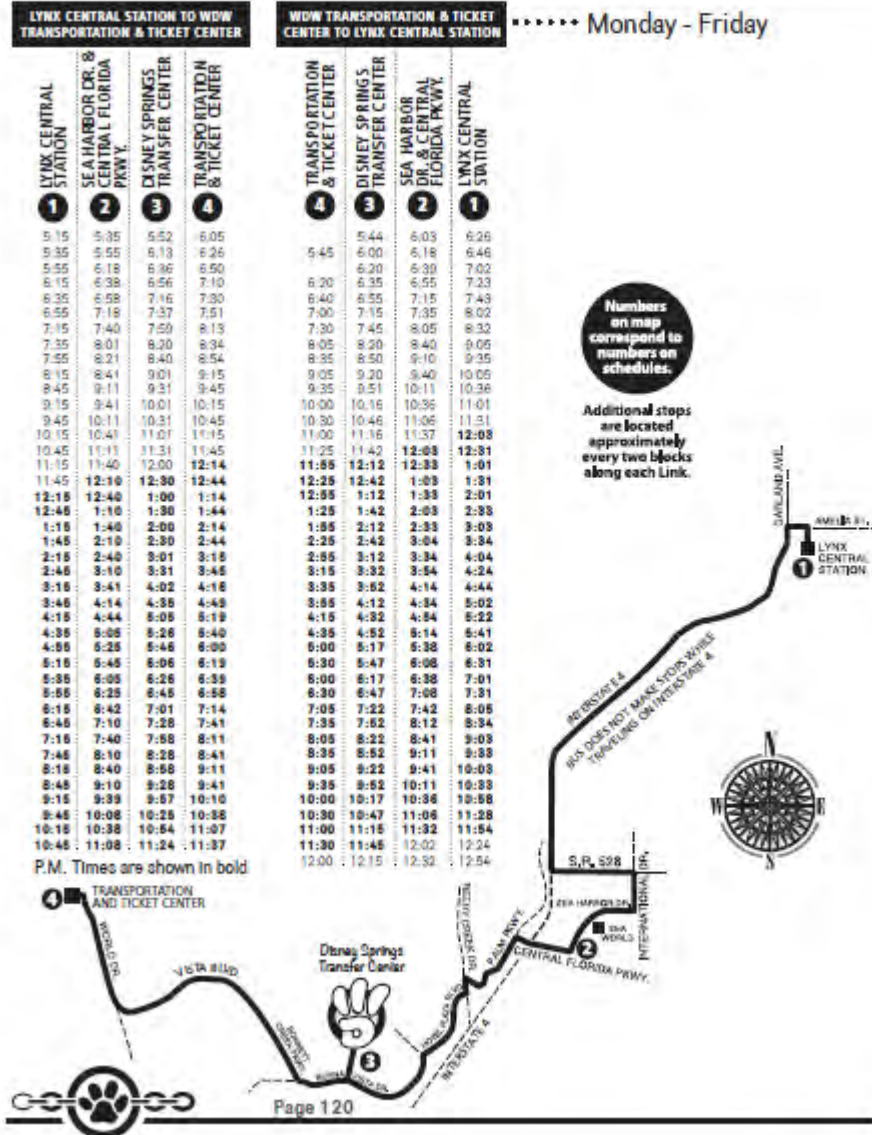 LYNX CENTRAL STATION TO WDW
TRANSPORTATION & TICKET CENTER
LYNX CENTRAL
STATION
SEA HARBOR DR. &
CENTRAL FLORIDA
PKWY.
DISNEY SPRINGS
TRANSFER CENTER
TRANSPORTATION
& TICKET CENTER
1 2 3 4
5:15 5:35 5:52 6:05
5:35 5:55 6:13 6:26
5:55 6:18 6:36 6:50
6:15 6:38 6:56 7:10
6:35 6:58 7:16 7:30
6:55 7:18 7:37 7:51
7:15 7:40 7:59 8:13
7:35 8:01 8:20 8:34
7:55 8:21 8:40 8:54
8:15 8:41 9:01 9:15
8:45 9:11 9:31 9:45
9:15 9:41 10:01 10:15
9:45 10:11 10:31 10:45
10:15 10:41 11:01 11:15
10:45 11:11 11:31 11:45
11:15 11:40 12:00 12:14
11:45 12:10 12:30 12:44
12:15 12:40 1:00 1:14
12:45 1:10 1:30 1:44
1:15 1:40 2:00 2:14
1:45 2:10 2:30 2:44
2:15 2:40 3:01 3:16
2:45 3:10 3:31 3:46
3:15 3:41 4:02 4:16
3:45 4:14 4:35 4:49
4:15 4:44 5:05 5:19
4:35 5:05 5:26 5:40
4:55 5:25 5:46 6:00
5:15 5:45 6:06 6:19
5:35 6:05 6:26 6:39
5:55 6:25 6:45 6:58
6:15 6:42 7:01 7:14
6:45 7:10 7:28 7:41
7:15 7:40 7:58 8:11
7:45 8:10 8:28 8:41
8:15 8:40 8:58 9:11
8:45 9:10 9:28 9:41
9:15 9:39 9:57 10:10
9:45 10:08 10:25 10:38
10:15 10:38 10:54 11:07
10:45 11:08 11:24 11:37
P.M. Times are shown in bold
WDW TRANSPORTATION & TICKET
CENTER TO LYNX CENTRAL STATION
TRANSPORTATION
& TICKET CENTER
DISNEY SPRINGS
TRANSFER CENTER
SEA HARBOR
DR. & CENTRAL
FLORIDA PKWY.
LYNX CENTRAL
STATION
4 3 2 1
5:44 6:03 6:26
5:45 6:00 6:18 6:46
6:20 6:39 7:02
6:20 6:35 6:55 7:23
6:40 6:55 7:15 7:43
7:00 7:15 7:35 8:02
7:30 7:45 8:05 8:32
8:05 8:20 8:40 9:05
8:35 8:50 9:10 9:35
9:05 9:20 9:40 10:05
9:35 9:51 10:11 10:36
10:00 10:16 10:36 11:01
10:30 10:46 11:06 11:31
11:00 11:16 11:37 12:03
11:25 11:42 12:03 12:31
11:55 12:12 12:33 1:01
12:25 12:42 1:03 1:31
12:55 1:12 1:33 2:01
1:25 1:42 2:03 2:33
1:55 2:12 2:33 3:03
2:25 2:42 3:04 3:34
2:55 3:12 3:34 4:04
3:15 3:32 3:54 4:24
3:35 3:52 4:14 4:44
3:55 4:12 4:34 5:02
4:15 4:32 4:54 5:22
4:35 4:52 5:14 5:41
5:00 5:17 5:38 6:02
5:30 5:47 6:08 6:31
6:00 6:17 6:38 7:01
6:30 6:47 7:08 7:31
7:05 7:22 7:42 8:05
7:35 7:52 8:12 8:34
8:05 8:22 8:41 9:03
8:35 8:52 9:11 9:33
9:05 9:22 9:41 10:03
9:35 9:52 10:11 10:33
10:00 10:17 10:36 10:58
10:30 10:47 11:06 11:28
11:00 11:15 11:32 11:54
11:30 11:45 12:02 12:24
12:00 12:15 12:32 12:54
Monday - Friday
Numbers
on map
correspond to
numbers on
schedules.
Additional stops
are located
approximately
every two blocks
along each Link.
GARLAND AVE.
AMELIA ST.
1
LYNX
CENTRAL
STATION
INTERSTATE 4
BUS DOES NOT MAKE STOPS WHILE
TRAVELING ON INTERSTATE 4
N
W E
S
S.R. 528
INTERNATIONAL DR.
SEA HARBOR DR.
SEA
WORLD
2
CENTRAL FLORIDA PKWY.
PALM PKWY.
INTERSTATE 4
4
TRANSPORTATION
AND TICKET CENTER
WORLD DR.
VISTA BLVD
Disney Springs
Transfer Center
3
Page 120